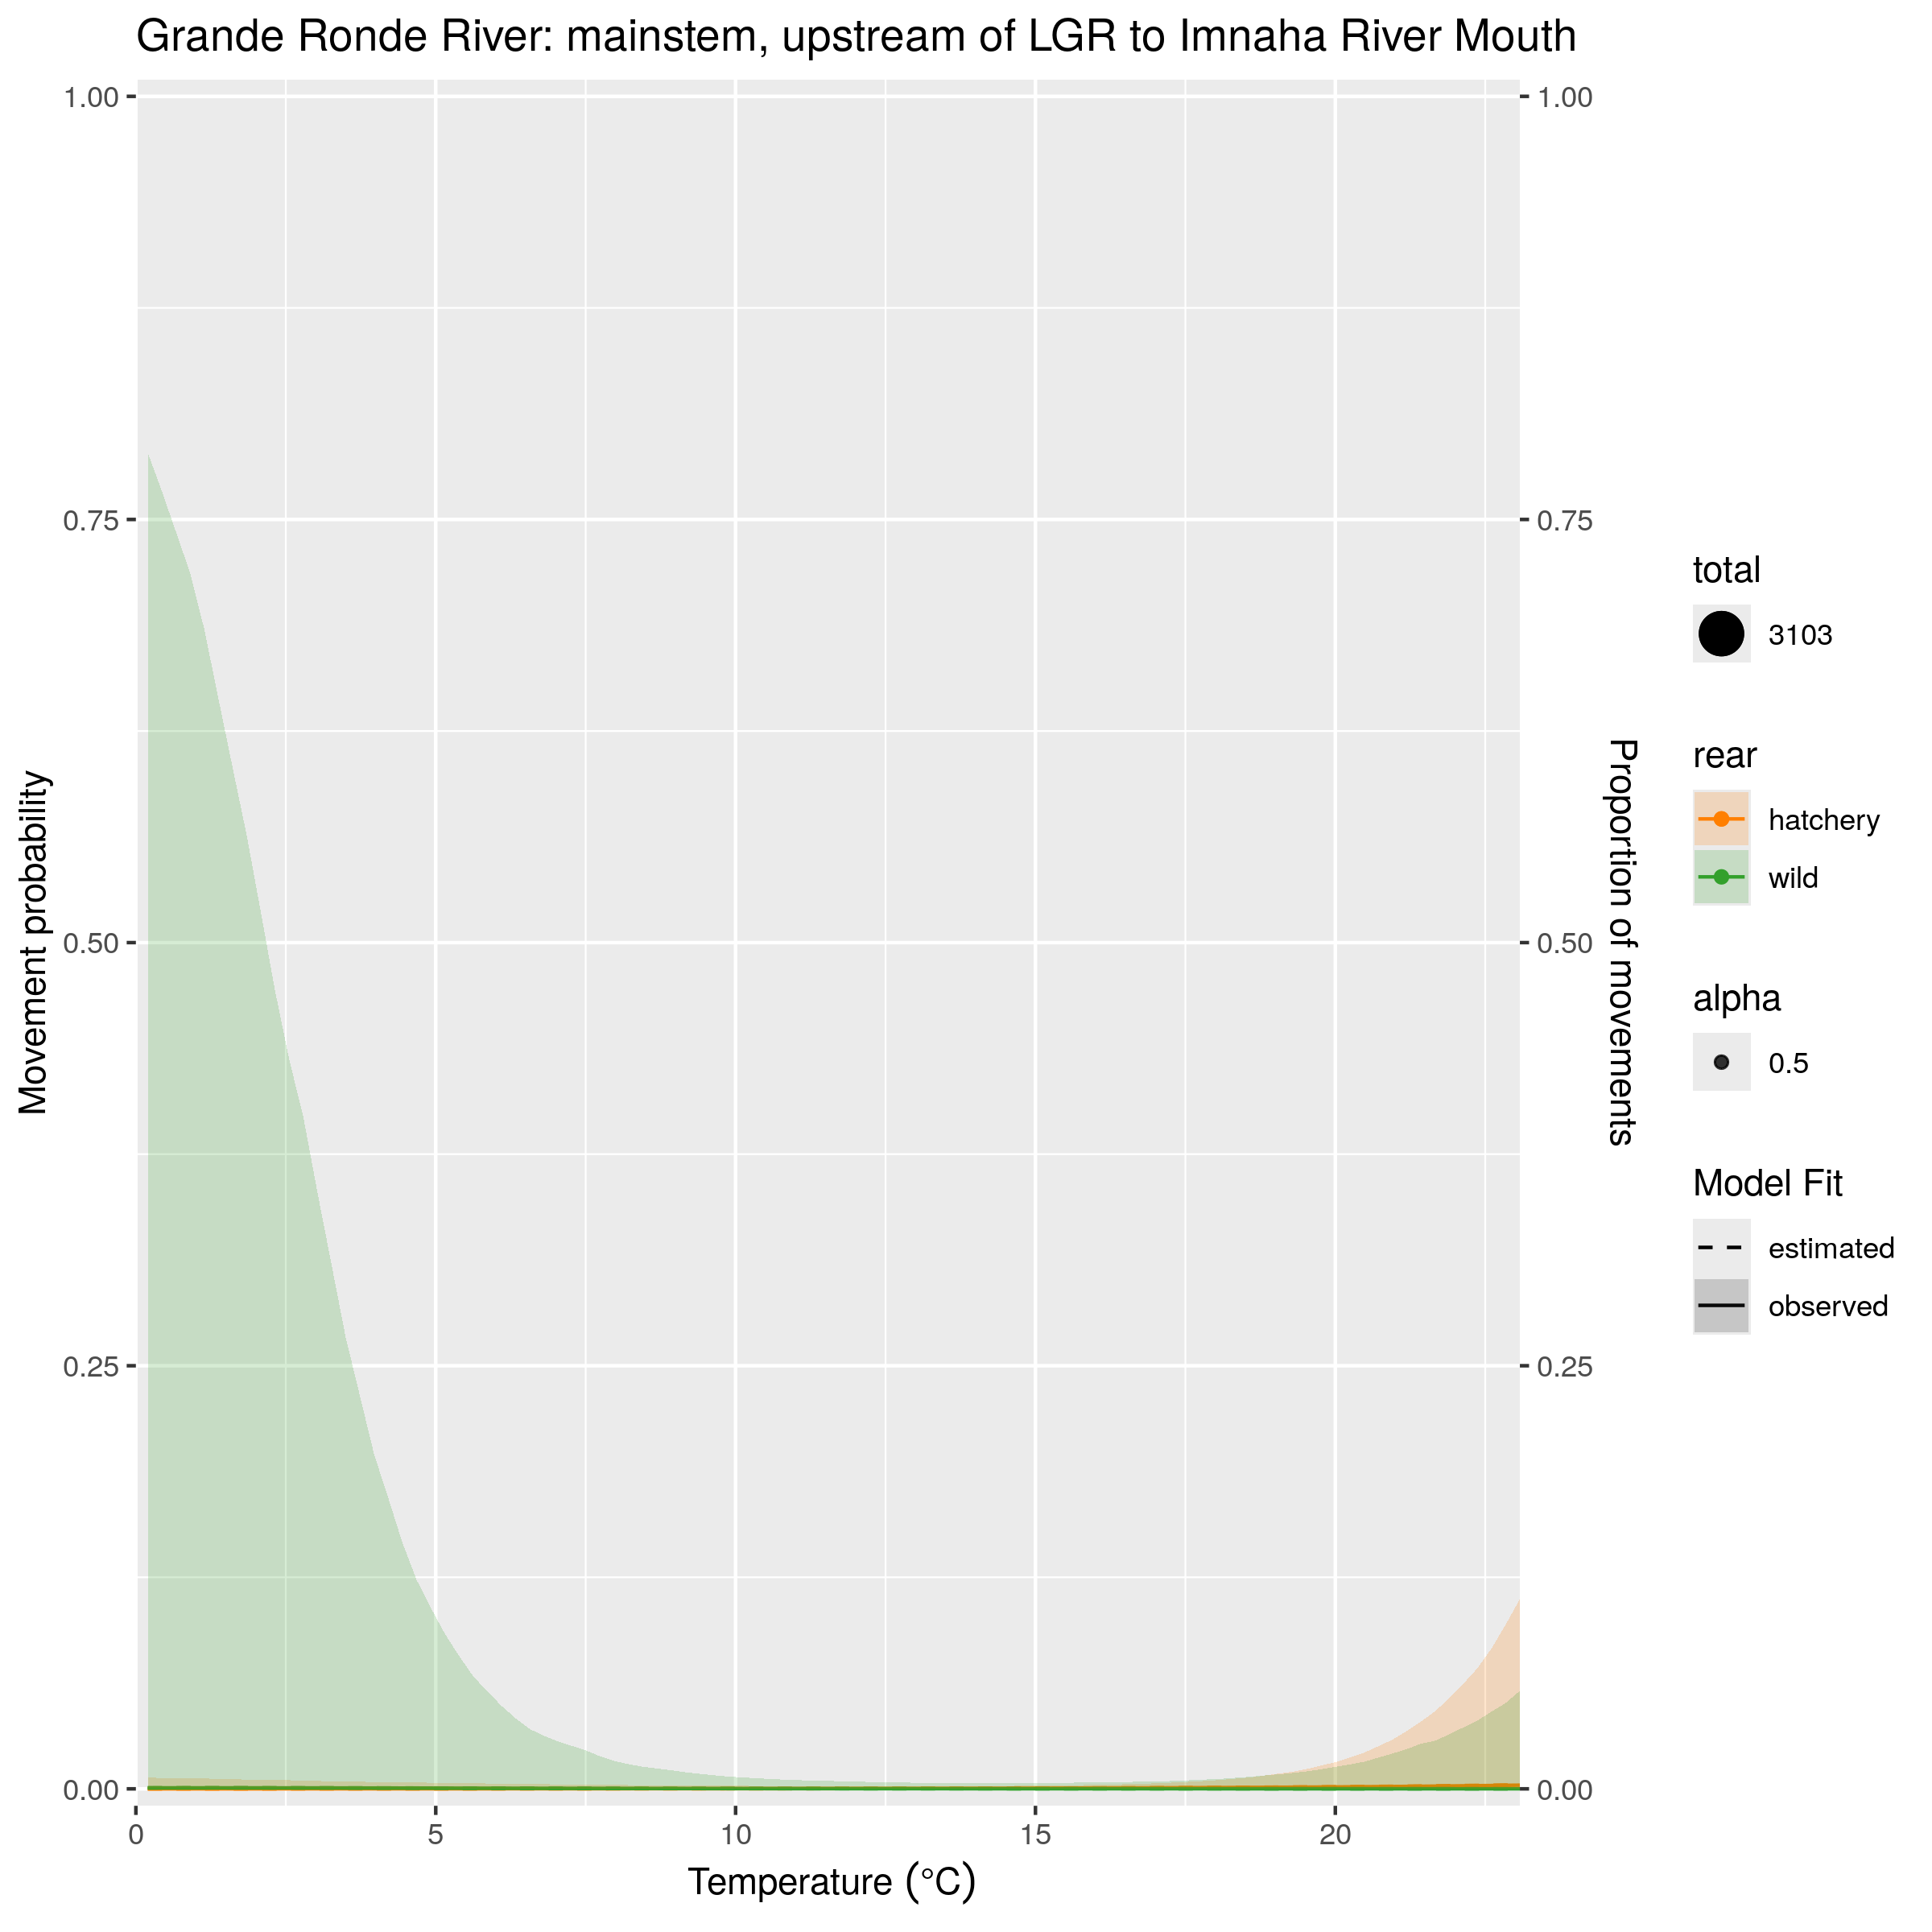 Grande Ronde River: mainstem, upstream of LGR to Imnaha River Mouth
1.00
0.75
0.50
0.25
0.00
Movement probability
0
5
10
15
20
Temperature (°C)
1.00
0.75
0.50
0.25
0.00
Proportion of movements
total
3103
rear
hatchery
wild
alpha
0.5
Model Fit
estimated
observed